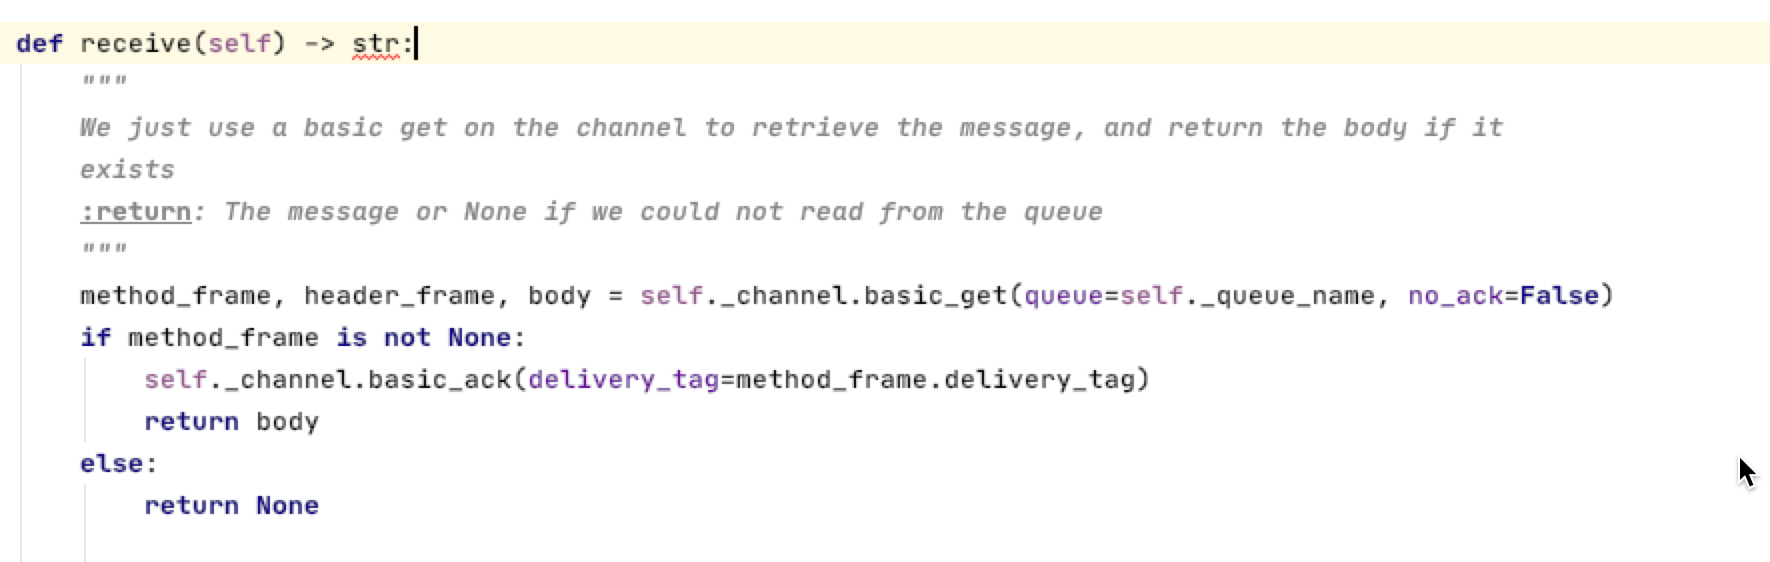 def receive(self) -> str:
"""
We just use a basic get on the channel to retrieve the message, and return the body if it
exists
:return: The message or None if we could not read from the queue
"""
method_frame, header_frame, body = self._channel.basic_get(queue=self._queue_name, no_ack=False)
if method_frame is not None:
self._channel.basic_ack(delivery_tag=method_frame.delivery_tag)
return body
else:
return None